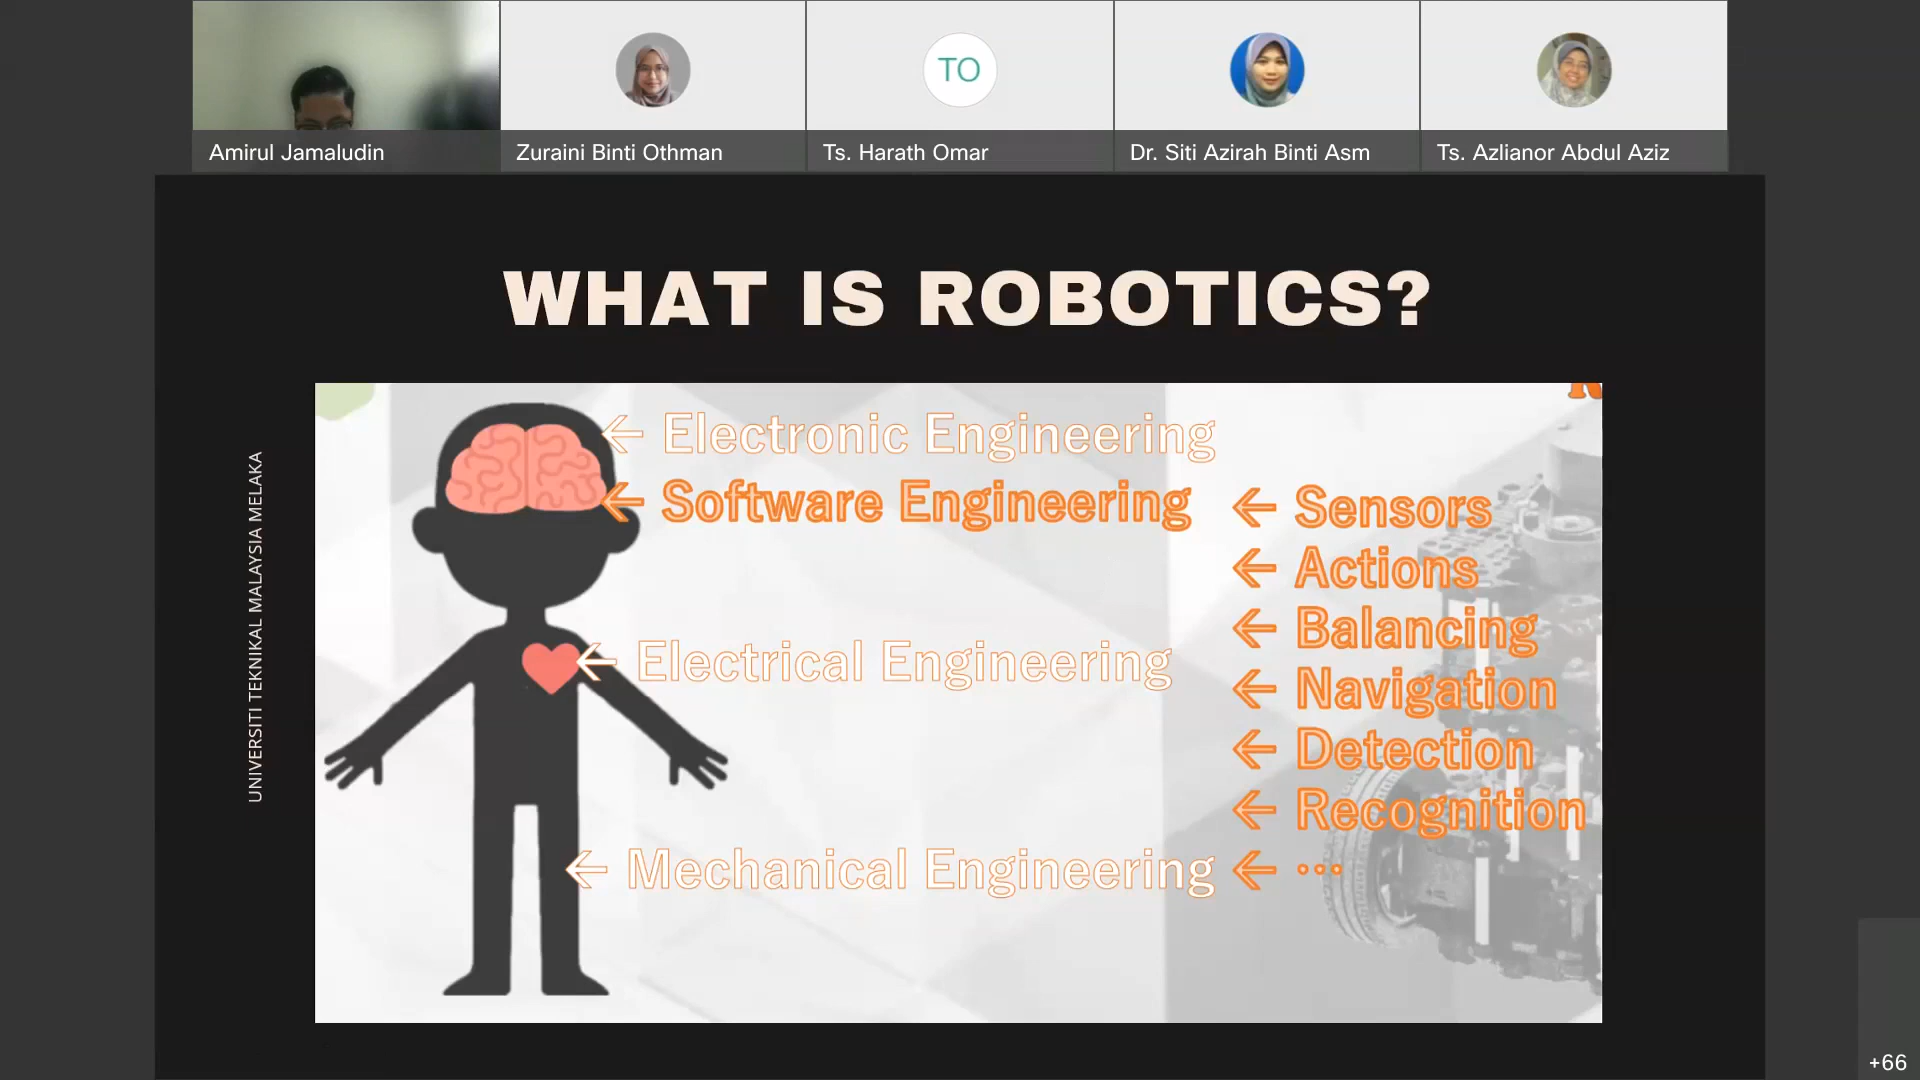 TO
Amirul Jamaludin
Zuraini Binti Othman
Ts. Harath Omar
Dr. Siti Azirah Binti Asm
Ts. Azlianor Abdul Aziz
WHAT IS ROBOTICS?
UNIVERSITI TEKNIKAL MALAYSIA MELAKA
← Electronic Engineering
← Software Engineering
← Electrical Engineering
← Mechanical Engineering
← Sensors
← Actions
← Balancing
← Navigation
← Detection
← Recognition
← ...
+66